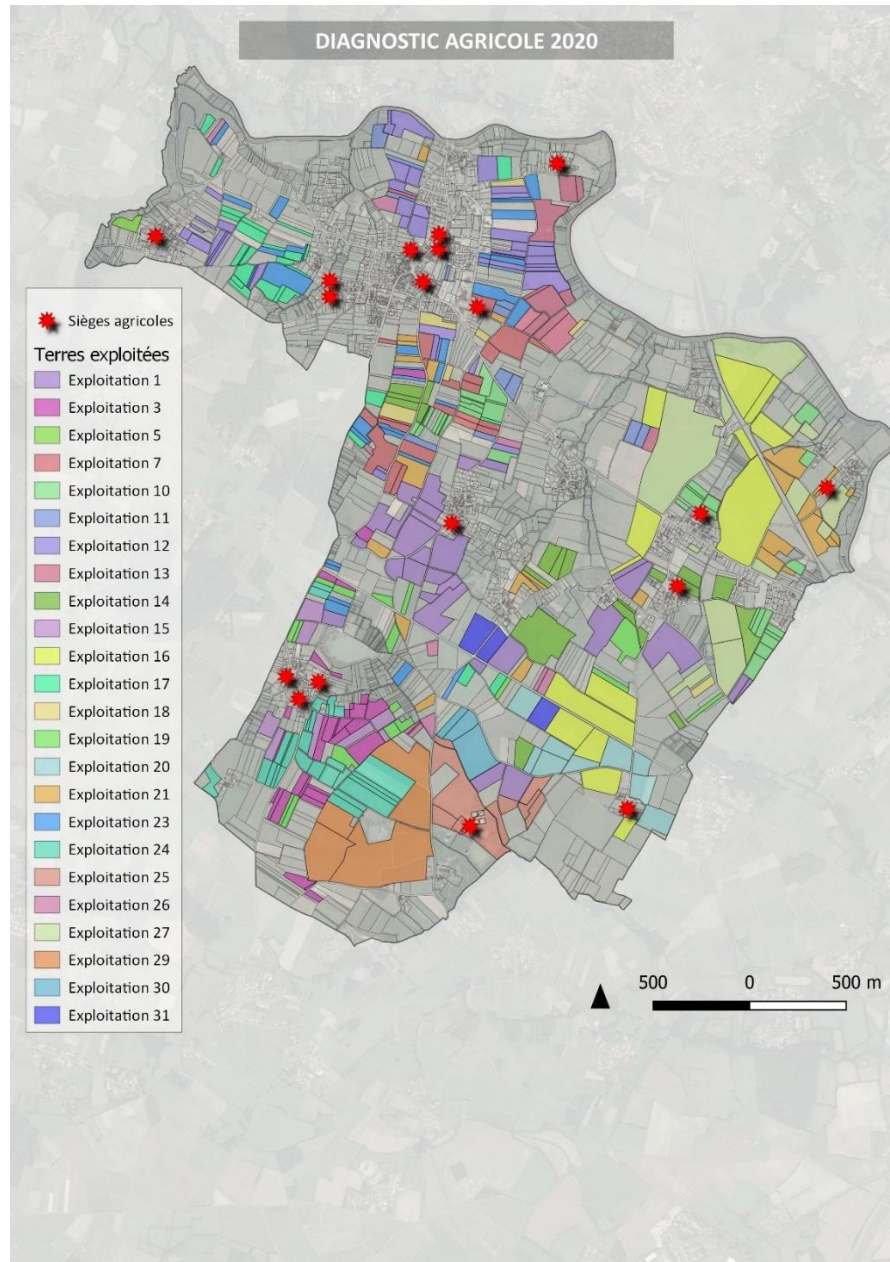 DIAGNOSTIC AGRICOLE 2020
Sièges agricoles
Terres exploitées
Exploitation 1
Exploitation 3
Exploitation 5
Exploitation 7
Exploitation 10
Exploitation 11
Exploitation 12
Exploitation 13
Exploitation 14
Exploitation 15
Exploitation 16
Exploitation 17
Exploitation 18
Exploitation 19
Exploitation 20
Exploitation 21
Exploitation 23
Exploitation 24
Exploitation 25
Exploitation 26
Exploitation 27
Exploitation 29
Exploitation 30
Exploitation 31
500 0 500 m